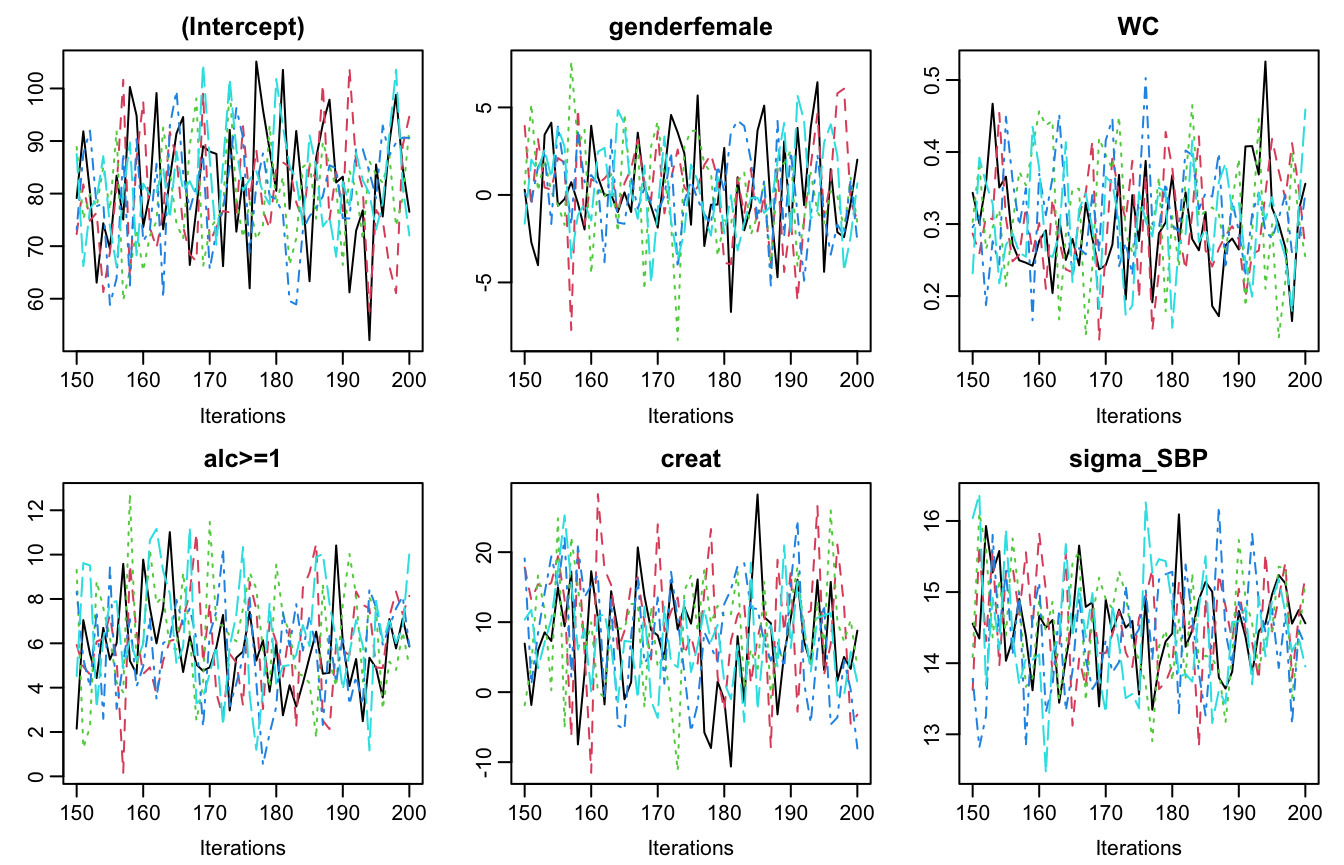 (Intercept) genderfemale WC
100
90
80
70
60
150 160 170 180 190 200
Iterations
5
0
-5
150 160 170 180 190 200
Iterations
0.5
0.4
0.3
0.2
150 160 170 180 190 200
Iterations
alc>=1 creat sigma_SBP
12
10
8
6
4
2
0
150 160 170 180 190 200
Iterations
20
10
0
-10
150 160 170 180 190 200
Iterations
16
15
14
13
150 160 170 180 190 200
Iterations